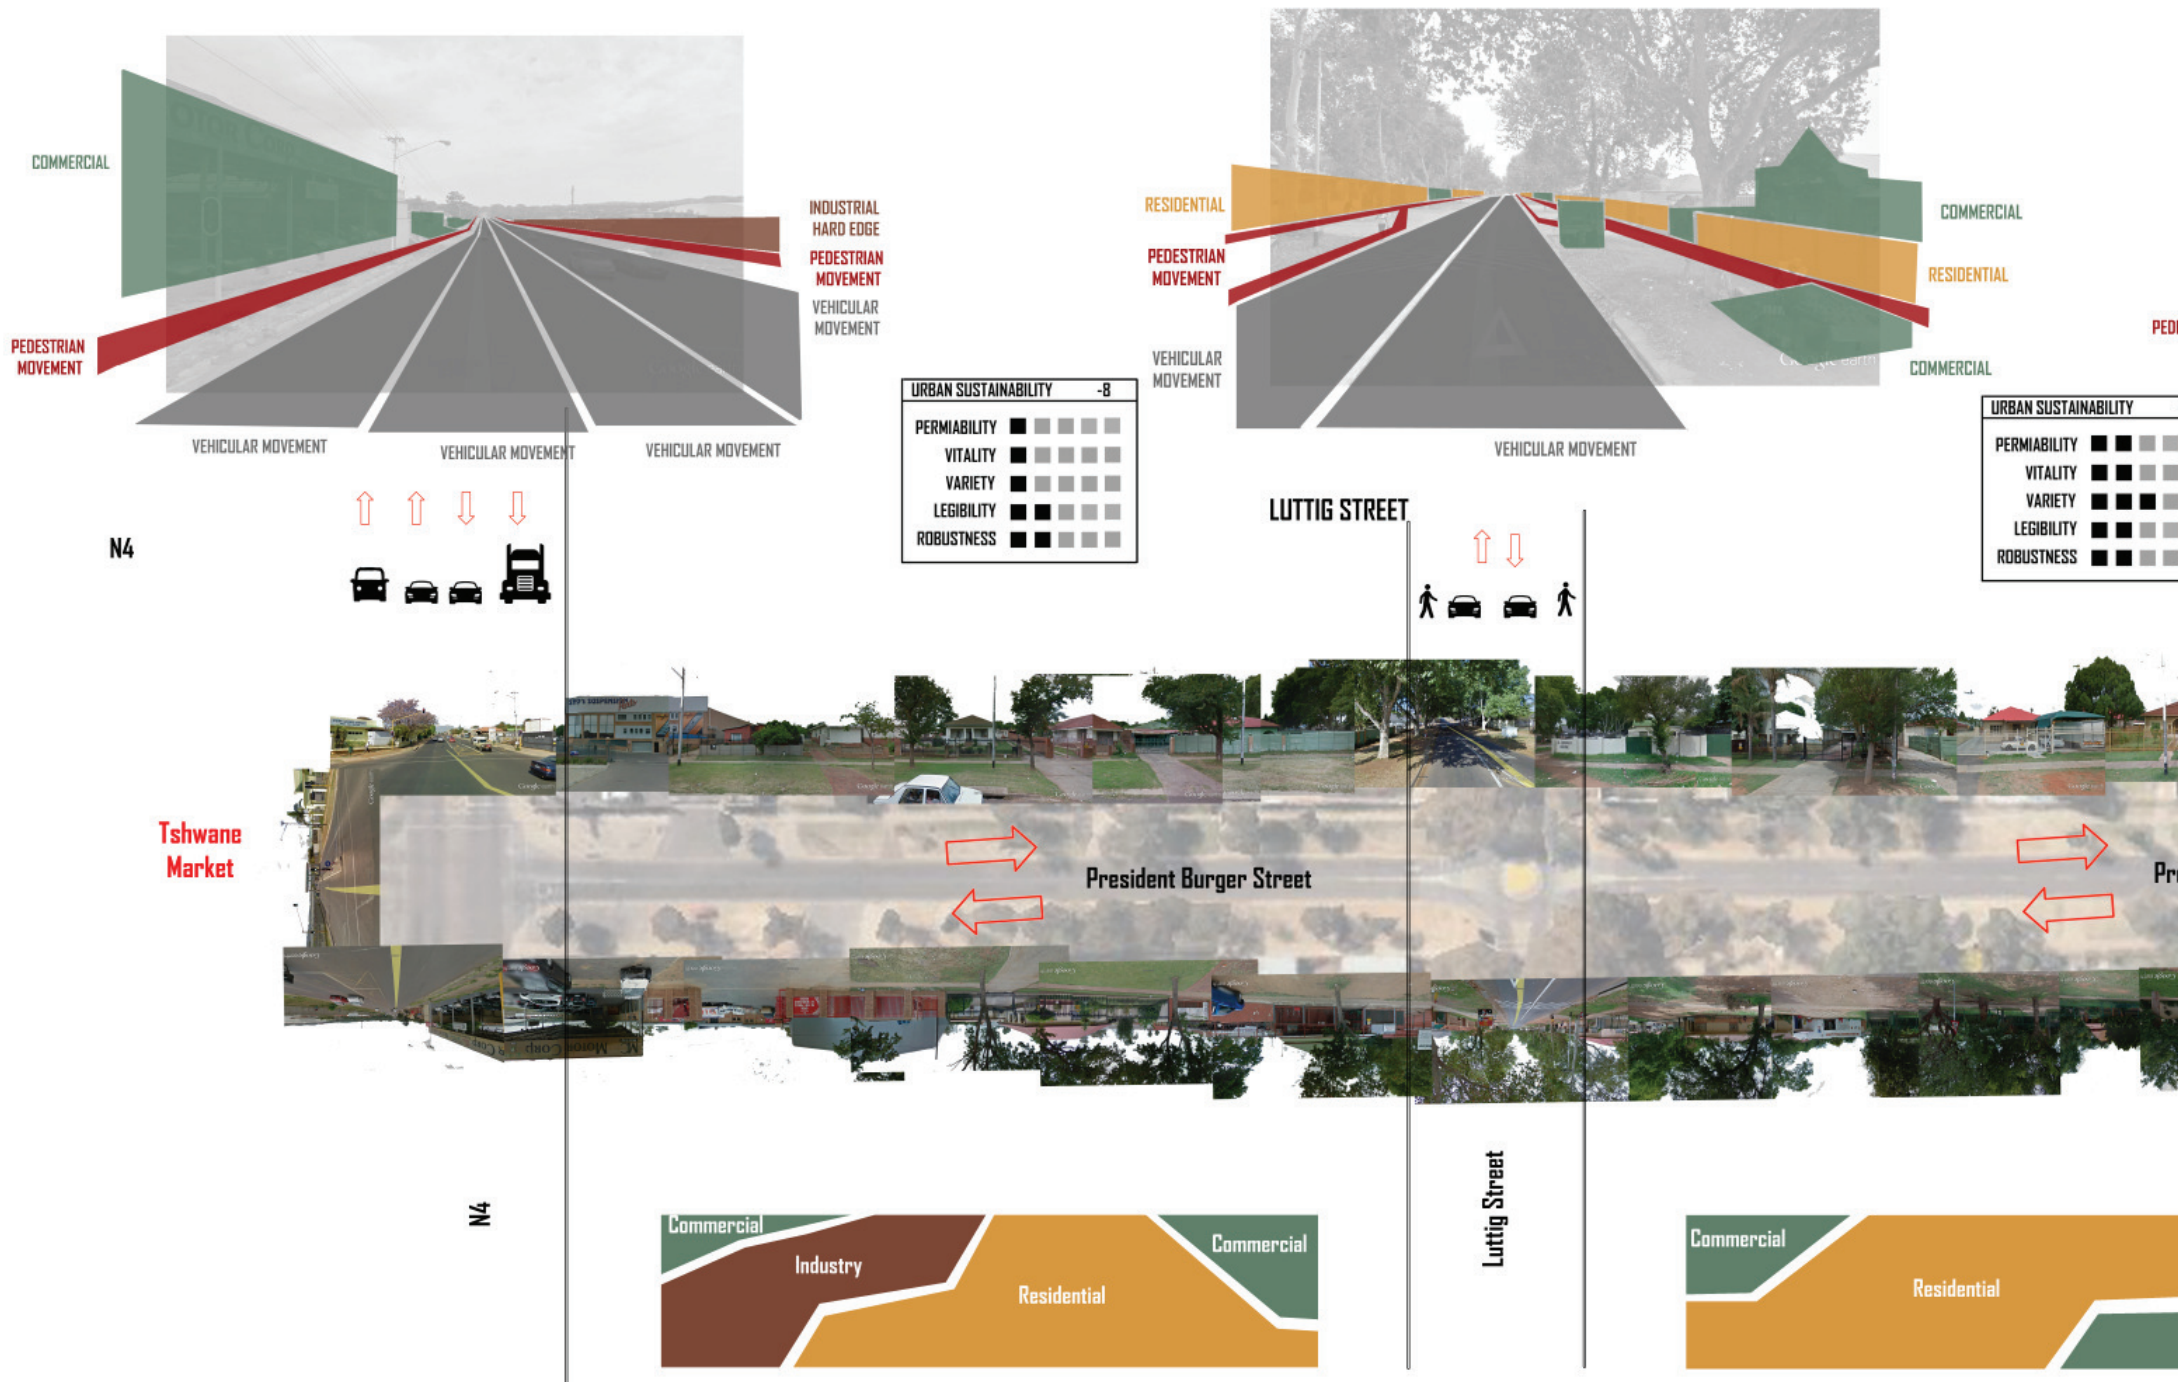 COMMERCIAL
PEDESTRIAN
MOVEMENT
INDUSTRIAL
HARD EDGE
PEDESTRIAN
MOVEMENT
VEHICULAR
MOVEMENT
VEHICULAR MOVEMENT
VEHICULAR MOVEMENT
VEHICULAR MOVEMENT
RESIDENTIAL
PEDESTRIAN
MOVEMENT
VEHICULAR
MOVEMENT
COMMERCIAL
RESIDENTIAL
COMMERCIAL
VEHICULAR MOVEMENT
URBAN SUSTAINABILITY -8
PERMIABILITY
VITALITY
VARIETY
LEGIBILITY
ROBUSTNESS
URBAN SUSTAINABILITY
PERMIABILITY
VITALITY
VARIETY
LEGIBILITY
ROBUSTNESS
N4
LUTTIG STREET
Tshwane
Market
President Burger Street
N4
Luttig Street
Commercial
Industry
Residential
Commercial
Commercial
Residential